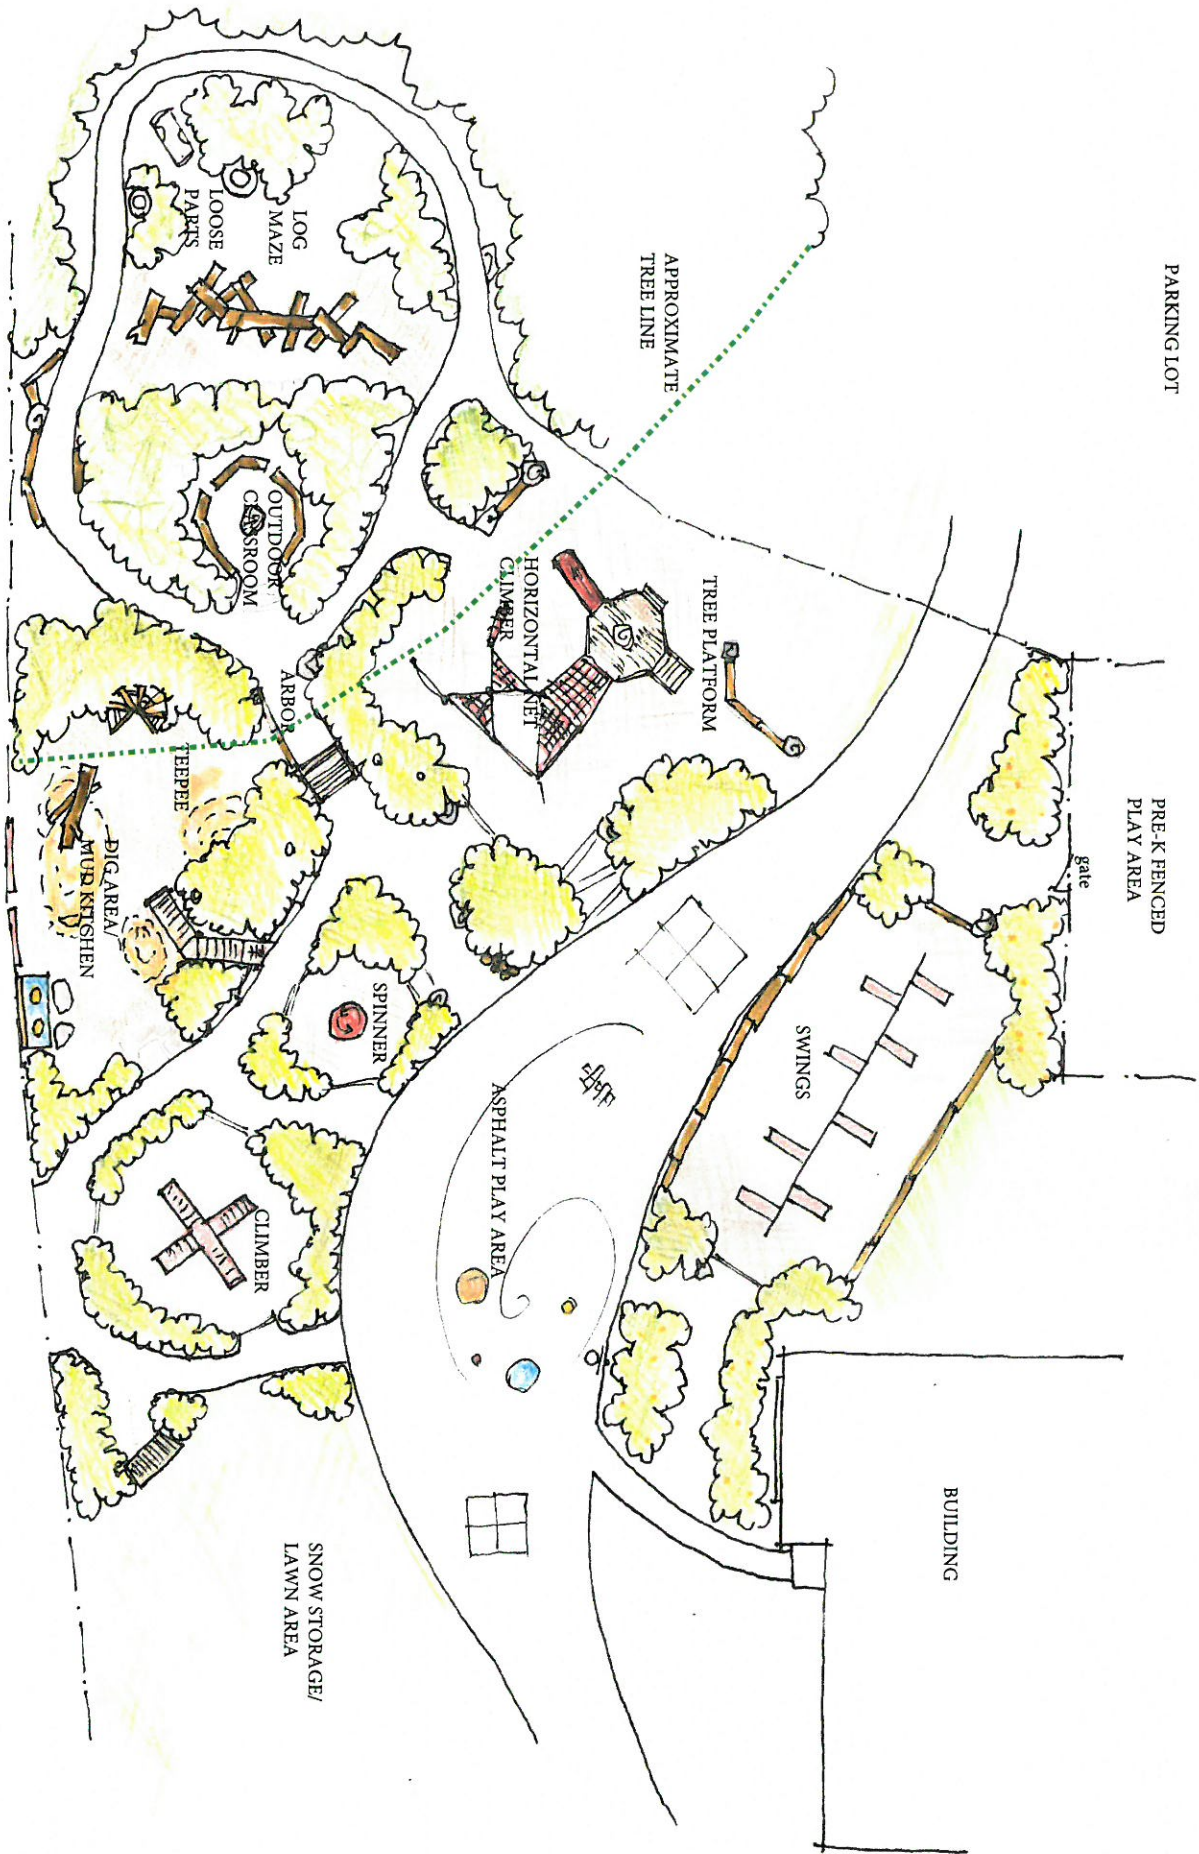 PARKING LOT
PRE-K FENCED
PLAY AREA
gate
BUILDING
SWINGS
TREE PLATFORM
APPROXIMATE
TREE LINE
HORIZONTAL NET
CLIMBER
ASPHALT PLAY AREA
SPINNER
SNOW STORAGE/
LAWN AREA
LOG
MAZE
ARBOR
OUTDOOR
CLASSROOM
CLIMBER
LOOSE
PARTS
TEEPEE
DIG AREA/
MUD KITCHEN